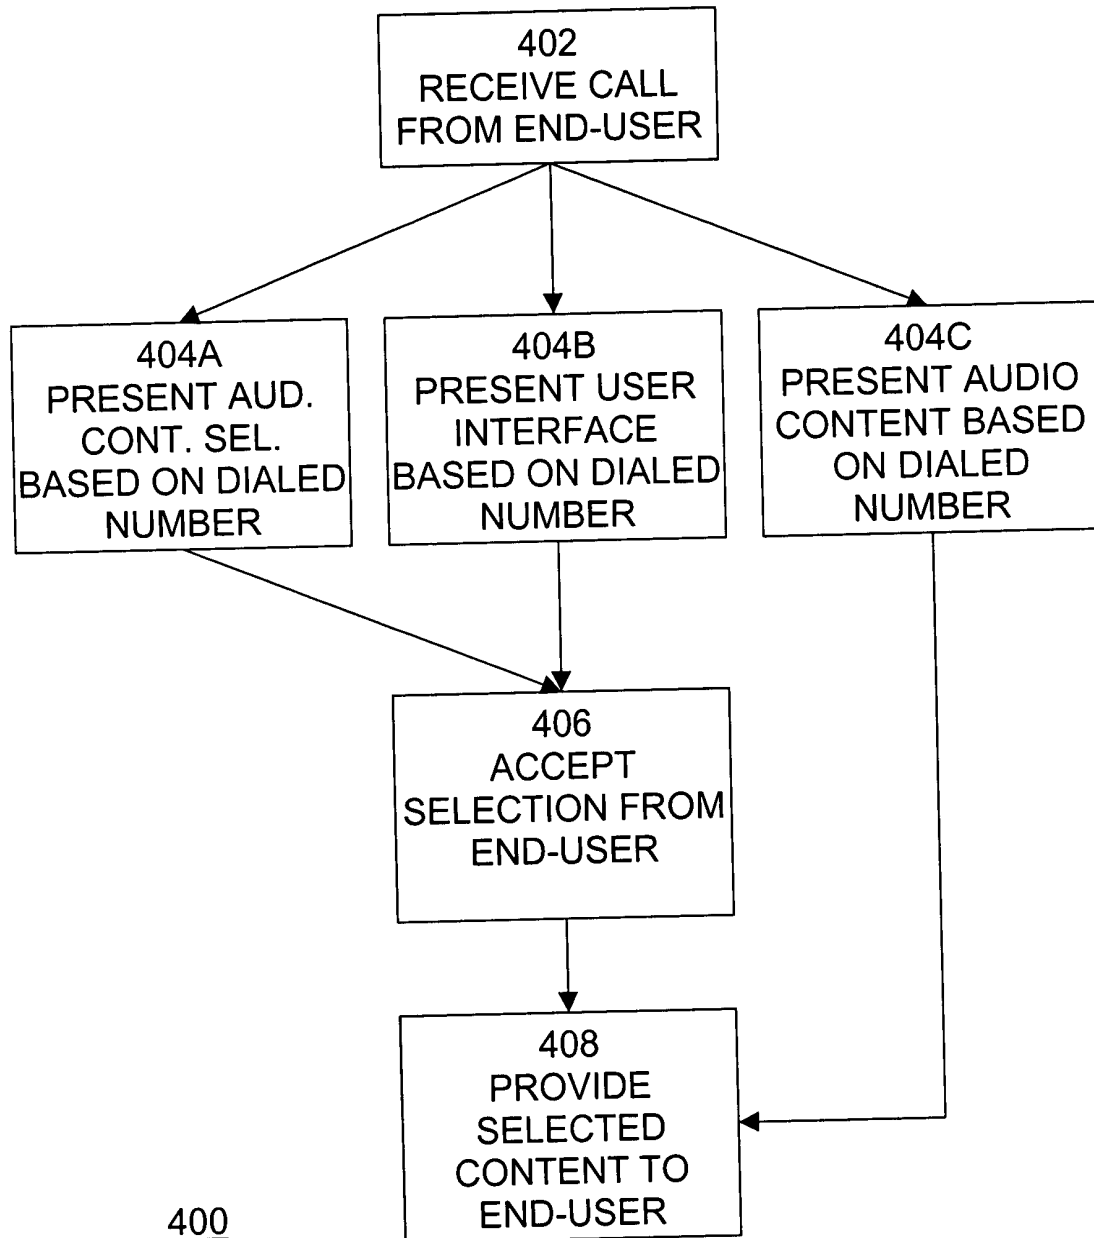 402
RECEIVE CALL
FROM END-USER
404A
PRESENT AUD.
CONT. SEL.
BASED ON DIALED
NUMBER
404B
PRESENT USER
INTERFACE
BASED ON DIALED
NUMBER
404C
PRESENT AUDIO
CONTENT BASED
ON DIALED
NUMBER
406
ACCEPT
SELECTION FROM
END-USER
408
PROVIDE
SELECTED
CONTENT TO
END-USER
400